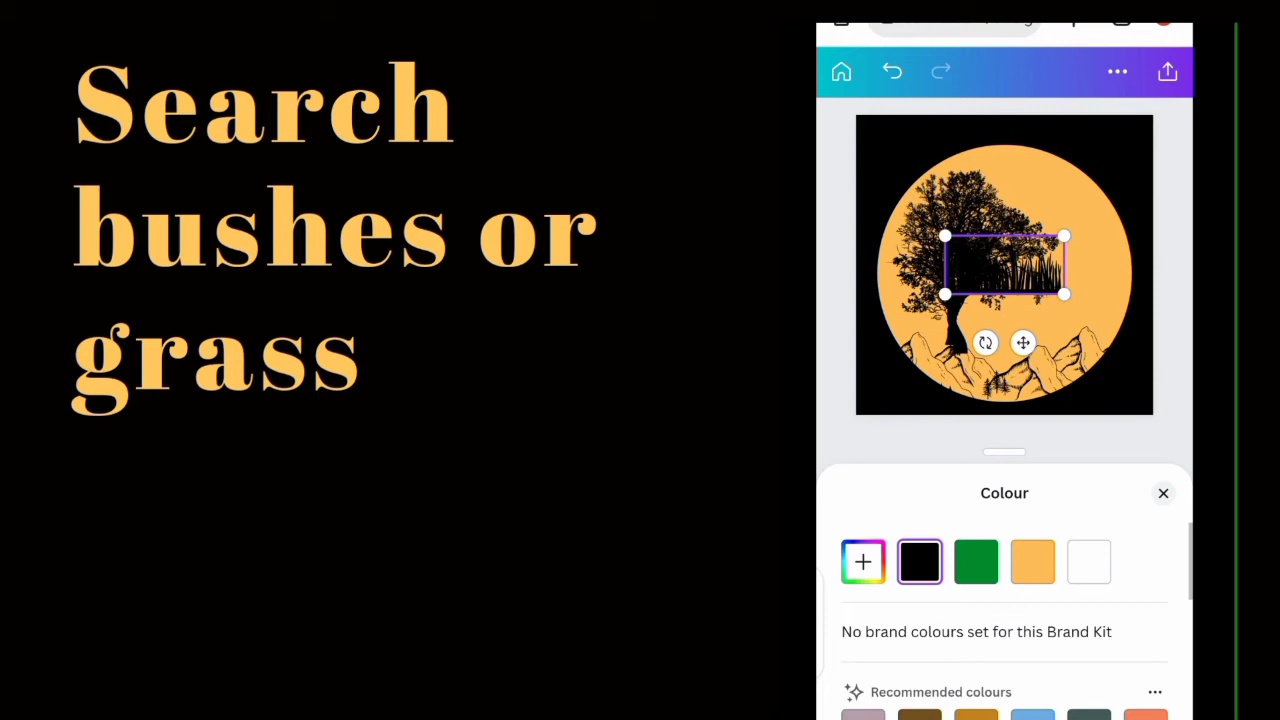 Search
bushes or
grass
Colour
No brand colours set for this Brand Kit
Recommended colours